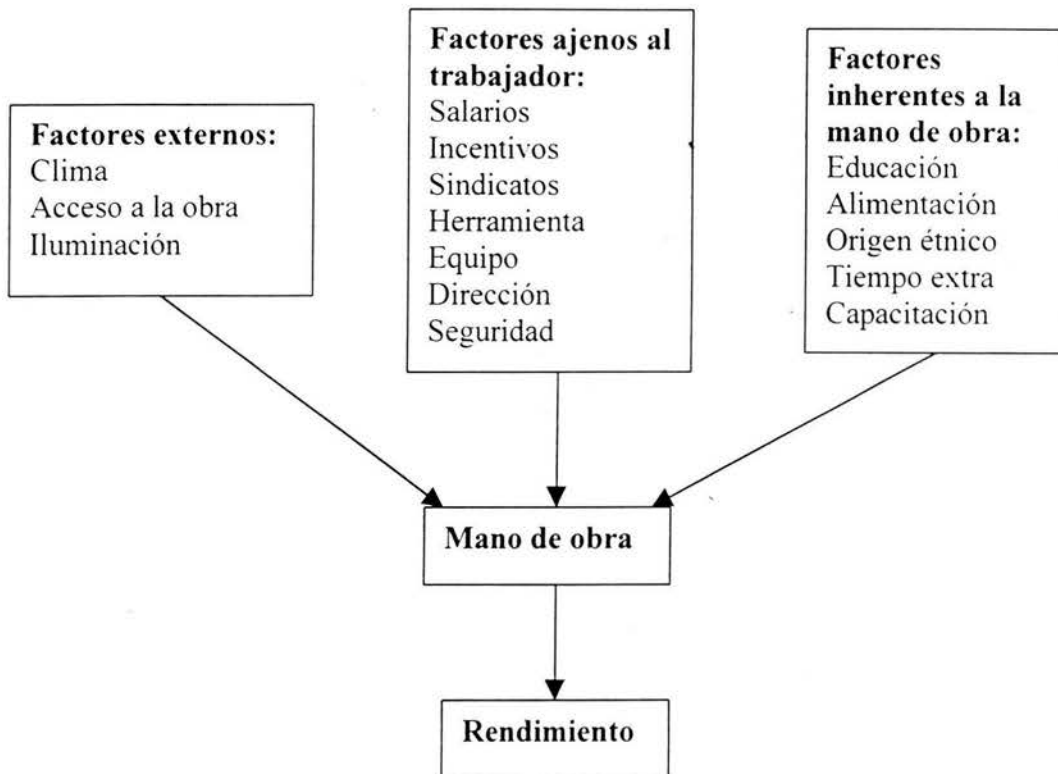 Factores externos:
Clima
Acceso a la obra
Iluminación
Factores ajenos al
trabajador:
Salarios
Incentivos
Sindicatos
Herramienta
Equipo
Dirección
Seguridad
Factores
inherentes a la
mano de obra:
Educación
Alimentación
Origen étnico
Tiempo extra
Capacitación
Mano de obra
Rendimiento